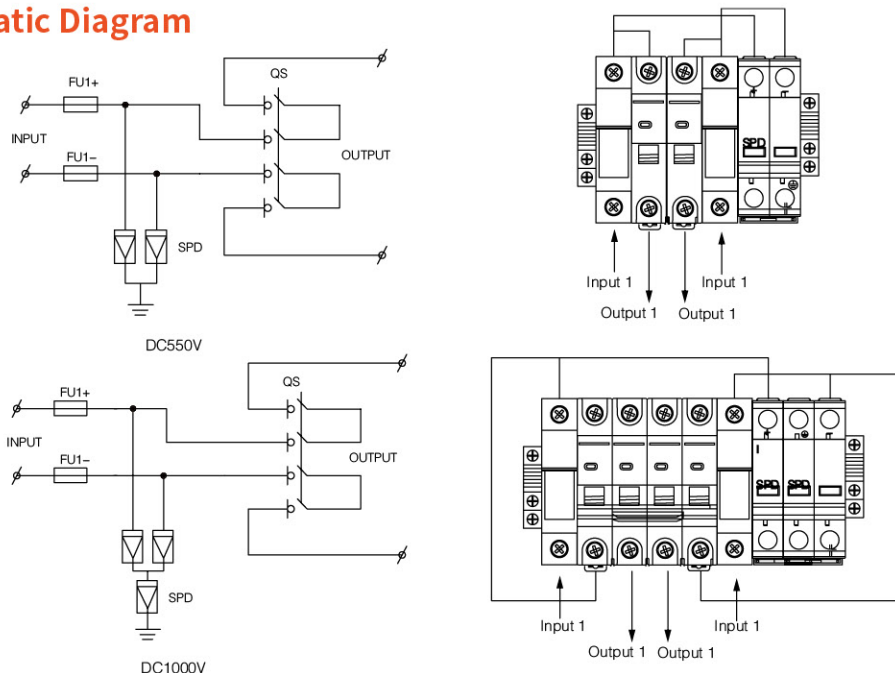 atic Diagram
FU1+
QS
INPUT
FU1–
OUTPUT
SPD
DC550V
SPD
Input 1
Input 1
Output 1
Output 1
FU1+
QS
INPUT
FU1–
OUTPUT
SPD
DC1000V
SPD
SPD
Input 1
Input 1
Output 1
Output 1